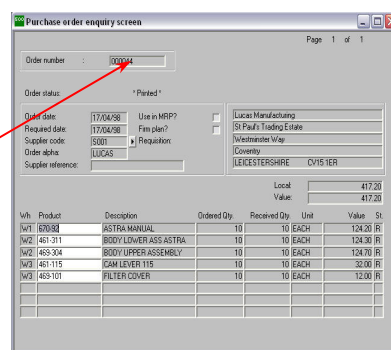 Purchase order enquiry screen
Page 1 of 1
Order number : 000044
Order status: * Printed *
Order date: 17/04/98 Use in MRP?
Required date: 17/04/98 Firm plan?
Supplier code: S001 Requisition:
Order alpha: LUCAS
Supplier reference:
Lucas Manufacturing
St Paul's Trading Estate
Westminster Way
Coventry
LEICESTERSHIRE CV15 1ER
Local: 417.20
Value: 417.20
Wh Product Description Ordered Qty. Received Qty. Unit Value St.
W1 670-92 ASTRA MANUAL 10 10 EACH 124.20 R
W2 461-311 BODY LOWER ASS ASTRA 10 10 EACH 124.30 R
W2 469-304 BODY UPPER ASSEMBLY 10 10 EACH 124.70 R
W3 461-115 CAM LEVER 115 10 10 EACH 32.00 R
W3 469-101 FILTER COVER 10 10 EACH 12.00 R